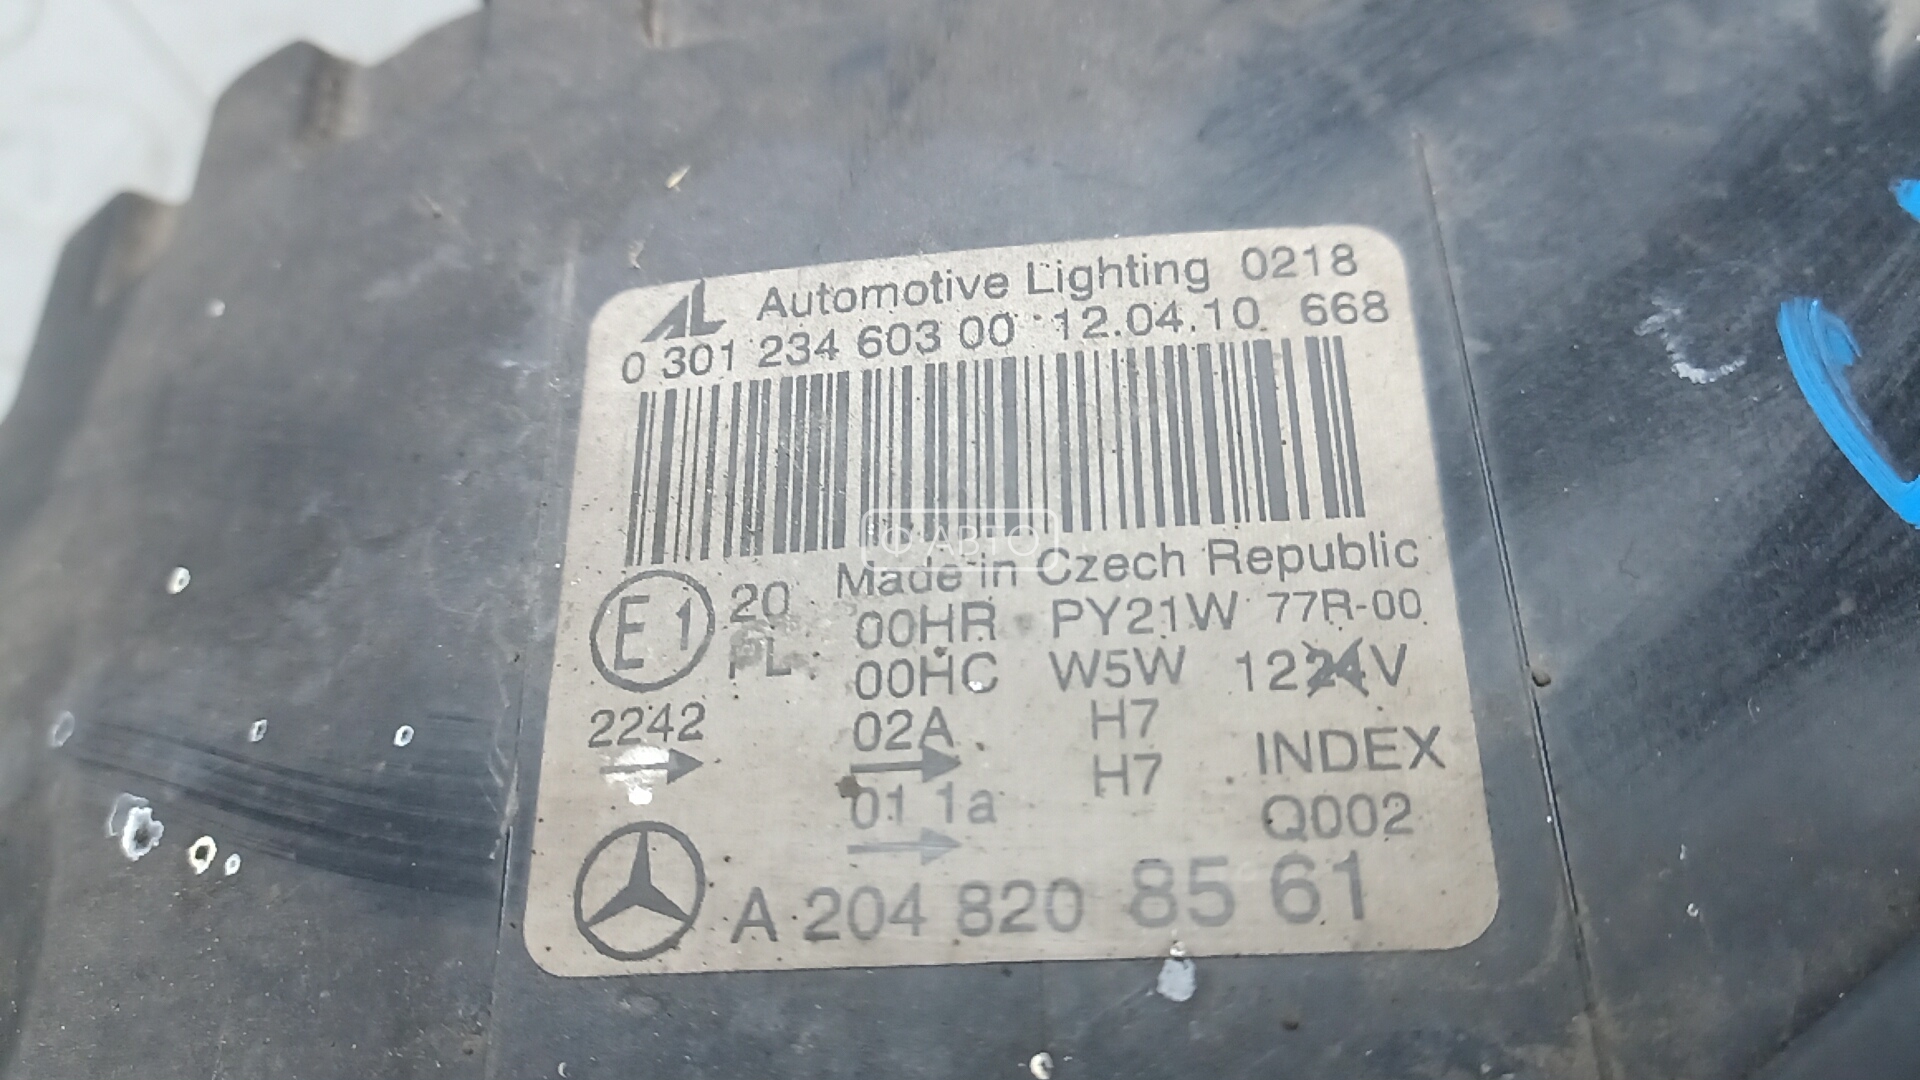 AL Automotive Lighting 0218
0 301 234 603 00 12.04.10 668
АВТО
Made in Czech Republic
E1 20 00HR PY21W 77R-00
PL 00HC W5W 1224V
2242 02A H7
01 1a H7 INDEX
Q002
A 204 820 85 61